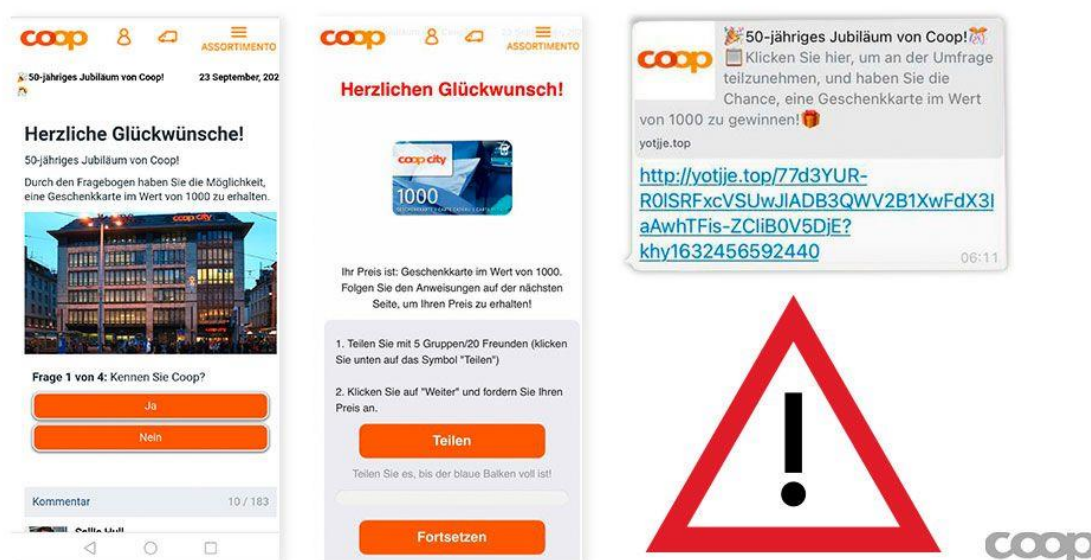 coop
ASSORTIMENTO
50-jähriges Jubiläum von Coop!
23 September, 202
Herzliche Glückwünsche!
50-jähriges Jubiläum von Coop!
Durch den Fragebogen haben Sie die Möglichkeit,
eine Geschenkkarte im Wert von 1000 zu erhalten.
coop city
Frage 1 von 4: Kennen Sie Coop?
Ja
Nein
Kommentar
10 / 183
coop
ASSORTIMENTO
Herzlichen Glückwunsch!
coop city
1000
Ihr Preis ist: Geschenkkarte im Wert von 1000.
Folgen Sie den Anweisungen auf der nächsten
Seite, um Ihren Preis zu erhalten!
1. Teilen Sie mit 5 Gruppen/20 Freunden (klicken
Sie unten auf das Symbol "Teilen")
2. Klicken Sie auf "Weiter" und fordern Sie Ihren
Preis an.
Teilen
Teilen Sie es, bis der blaue Balken voll ist!
Fortsetzen
coop
50-jähriges Jubiläum von Coop!
Klicken Sie hier, um an der Umfrage
teilzunehmen, und haben Sie die
Chance, eine Geschenkkarte im Wert
von 1000 zu gewinnen!
yotjje.top
http://yotjje.top/77d3YUR-
R0lSRFxcVSUwJlADB3QWV2B1XwFdX3l
aAwhTFis-ZCliB0V5DjE?
khy1632456592440
06:11
!
coop